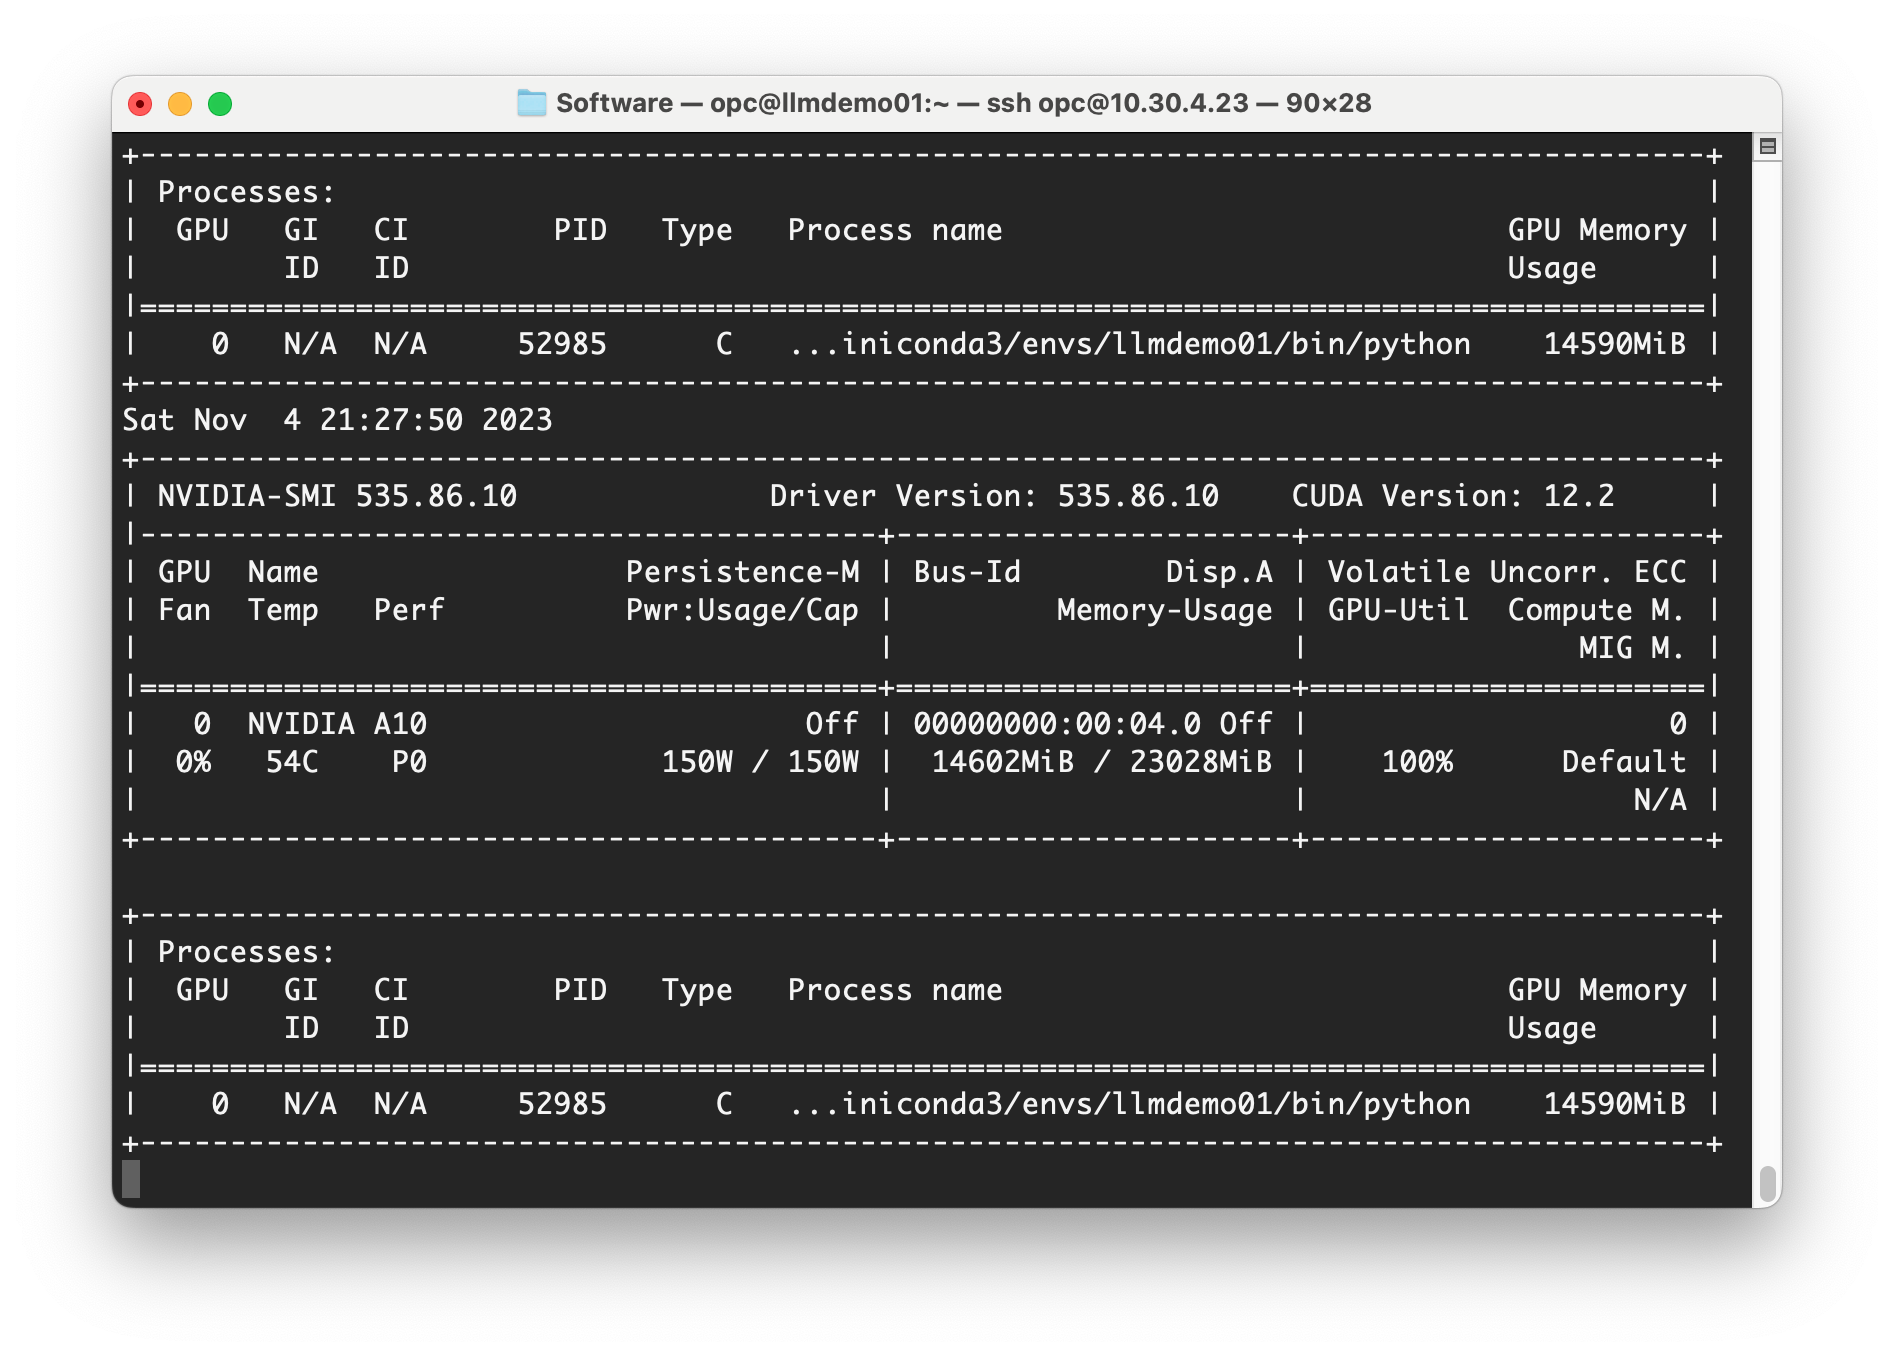 Software — opc@llmdemo01:~ — ssh opc@10.30.4.23 — 90×28
+---------------------------------------------------------------------------------------+
| Processes:                                                                            |
|  GPU   GI   CI        PID   Type   Process name                            GPU Memory |
|        ID   ID                                                             Usage      |
|=======================================================================================|
|    0   N/A  N/A     52985      C   ...iniconda3/envs/llmdemo01/bin/python    14590MiB |
+---------------------------------------------------------------------------------------+
Sat Nov  4 21:27:50 2023
+---------------------------------------------------------------------------------------+
| NVIDIA-SMI 535.86.10              Driver Version: 535.86.10    CUDA Version: 12.2     |
|-----------------------------------------+----------------------+----------------------+
| GPU  Name                 Persistence-M | Bus-Id        Disp.A | Volatile Uncorr. ECC |
| Fan  Temp   Perf          Pwr:Usage/Cap |         Memory-Usage | GPU-Util  Compute M. |
|                                         |                      |               MIG M. |
|=========================================+======================+======================|
|   0  NVIDIA A10                     Off | 00000000:00:04.0 Off |                    0 |
|  0%   54C    P0             150W / 150W |  14602MiB / 23028MiB |    100%      Default |
|                                         |                      |                  N/A |
+-----------------------------------------+----------------------+----------------------+
+---------------------------------------------------------------------------------------+
| Processes:                                                                            |
|  GPU   GI   CI        PID   Type   Process name                            GPU Memory |
|        ID   ID                                                             Usage      |
|=======================================================================================|
|    0   N/A  N/A     52985      C   ...iniconda3/envs/llmdemo01/bin/python    14590MiB |
+---------------------------------------------------------------------------------------+